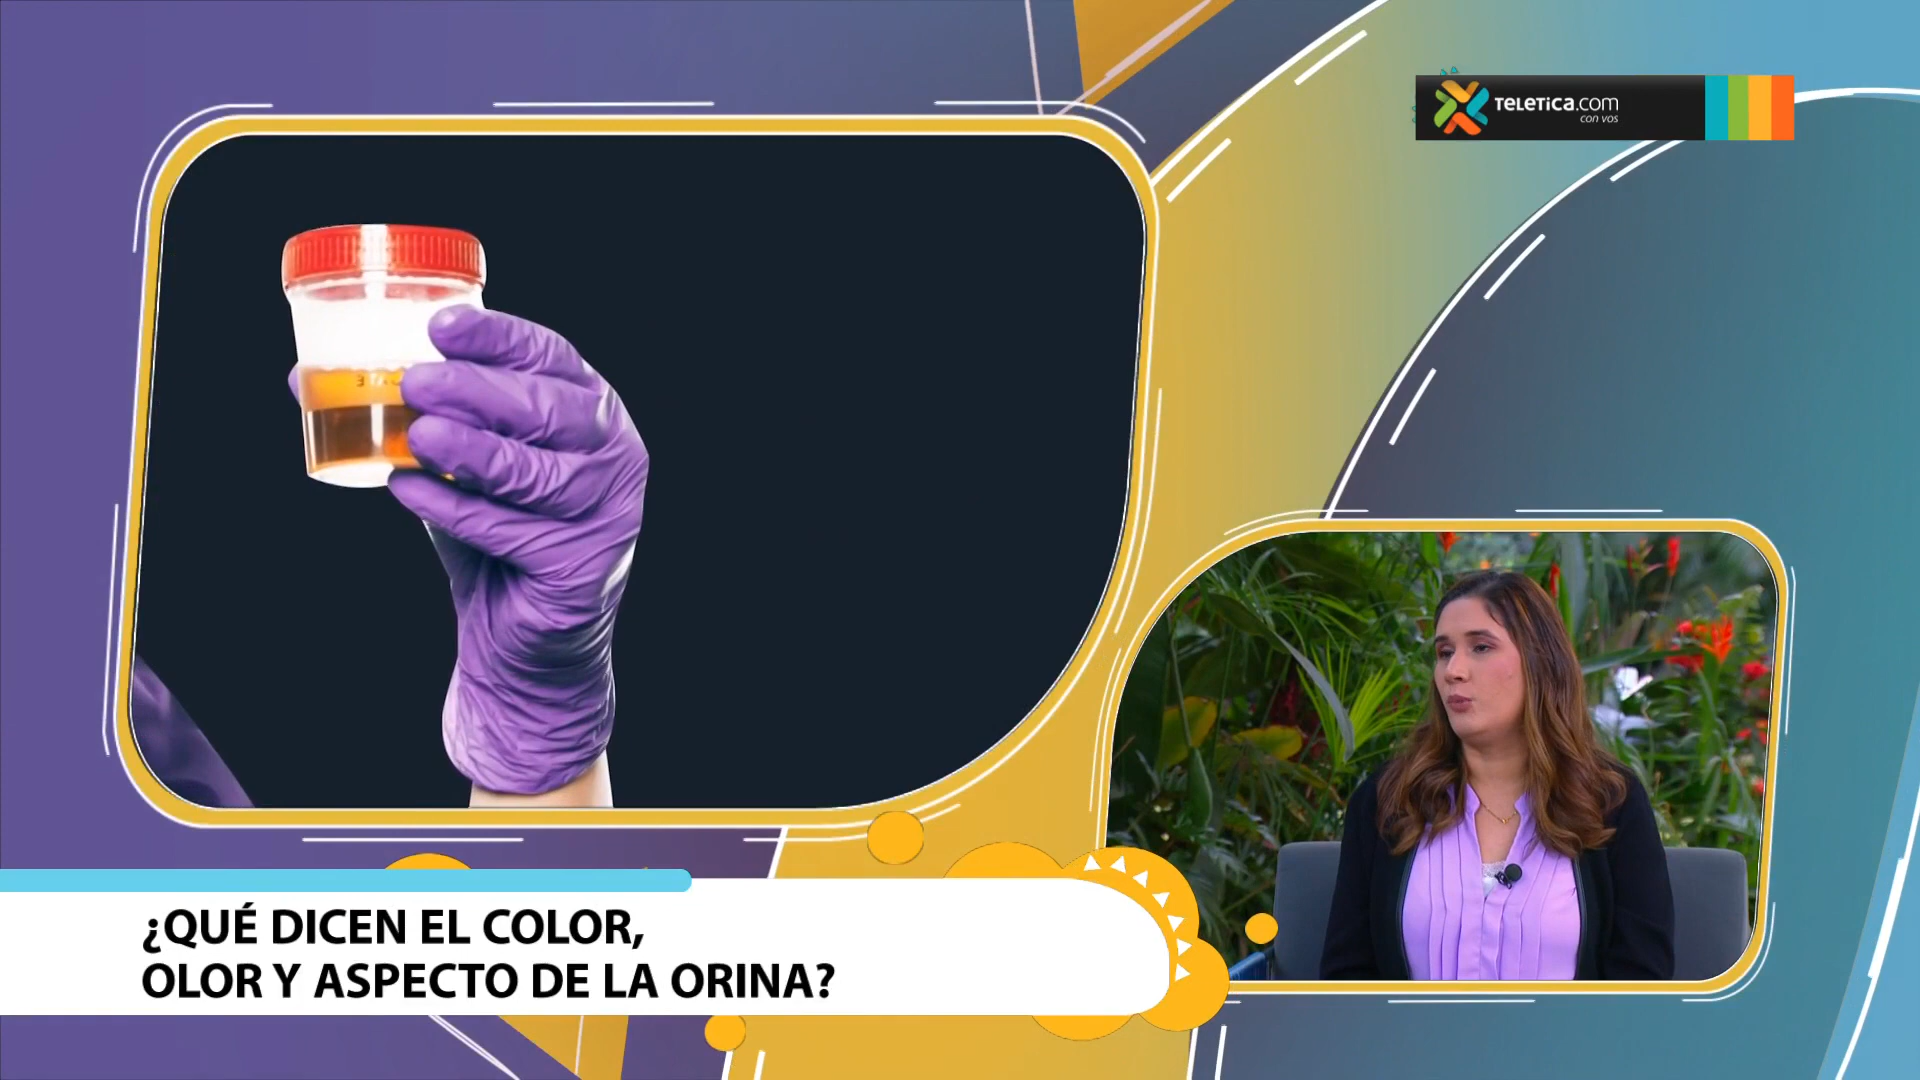 TELETICA.COM
con vos
¿QUÉ DICEN EL COLOR,
OLOR Y ASPECTO DE LA ORINA?